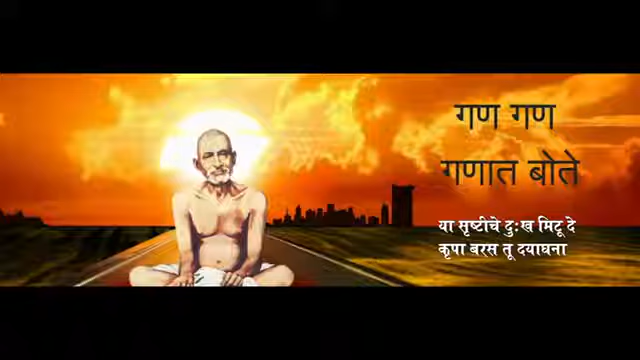 गण गण
गणात बोते
या सृष्टीचे दुःख मिटू दे
कृपा बरस तू दयाघना